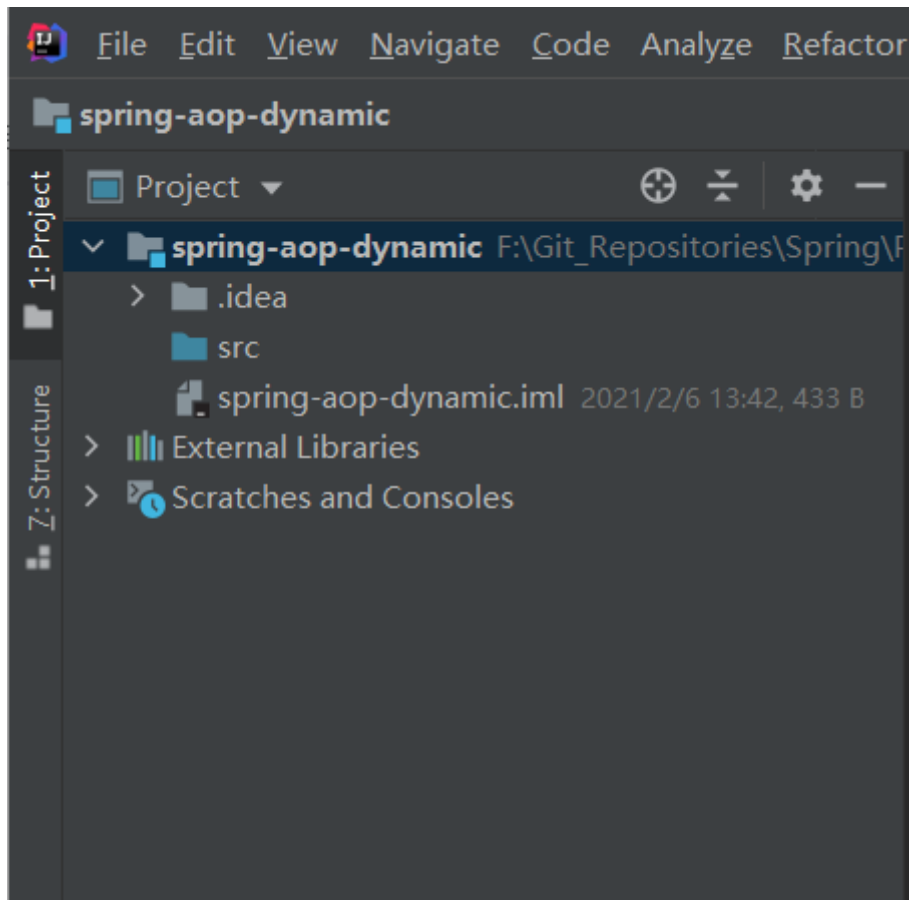 File Edit View Navigate Code Analyze Refactor
spring-aop-dynamic
1: Project
Project
spring-aop-dynamic F:\Git_Repositories\Spring\
.idea
src
spring-aop-dynamic.iml 2021/2/6 13:42, 433 B
External Libraries
Scratches and Consoles
7: Structure